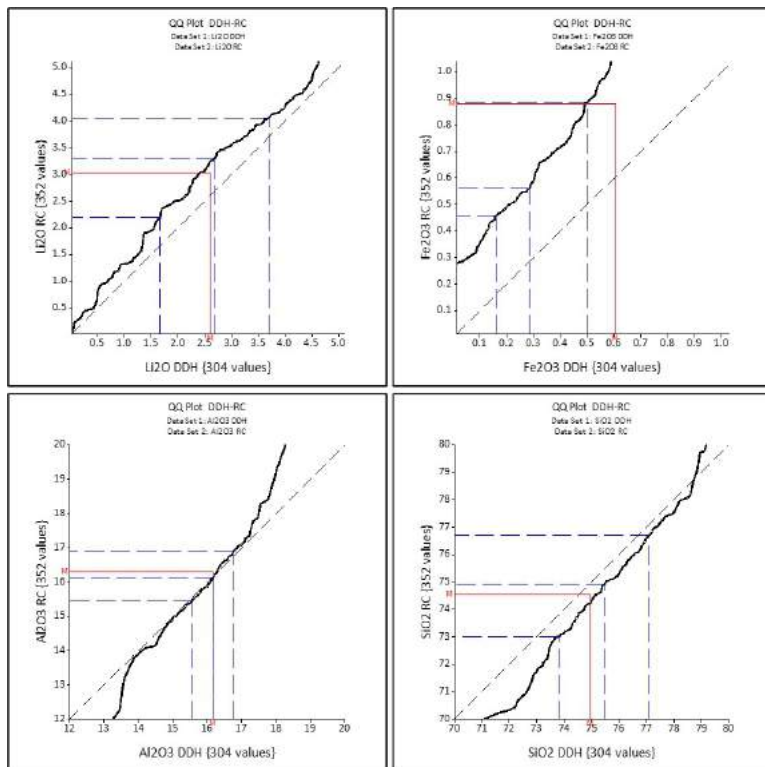 QQ Plot DDH-RC
Data Set 1: Li2O DDH
Data Set 2: Li2O RC
5.0
4.5
4.0
3.5
3.0
2.5
2.0
1.5
1.0
0.5
M
Li2O RC {352 values}
0.5 1.0 1.5 2.0 2.5 3.0 3.5 4.0 4.5 5.0
M
Li2O DDH {304 values}
QQ Plot DDH-RC
Data Set 1: Fe2O3 DDH
Data Set 2: Fe2O3 RC
1.0
0.9
0.8
0.7
0.6
0.5
0.4
0.3
0.2
0.1
M
Fe2O3 RC {352 values}
0.1 0.2 0.3 0.4 0.5 0.6 0.7 0.8 0.9 1.0
M
Fe2O3 DDH {304 values}
QQ Plot DDH-RC
Data Set 1: Al2O3 DDH
Data Set 2: Al2O3 RC
20
19
18
17
16
15
14
13
12
M
Al2O3 RC {352 values}
12 13 14 15 16 17 18 19 20
M
Al2O3 DDH {304 values}
QQ Plot DDH-RC
Data Set 1: SiO2 DDH
Data Set 2: SiO2 RC
80
79
78
77
76
75
74
73
72
71
70
M
SiO2 RC {352 values}
70 71 72 73 74 75 76 77 78 79 80
M
SiO2 DDH {304 values}